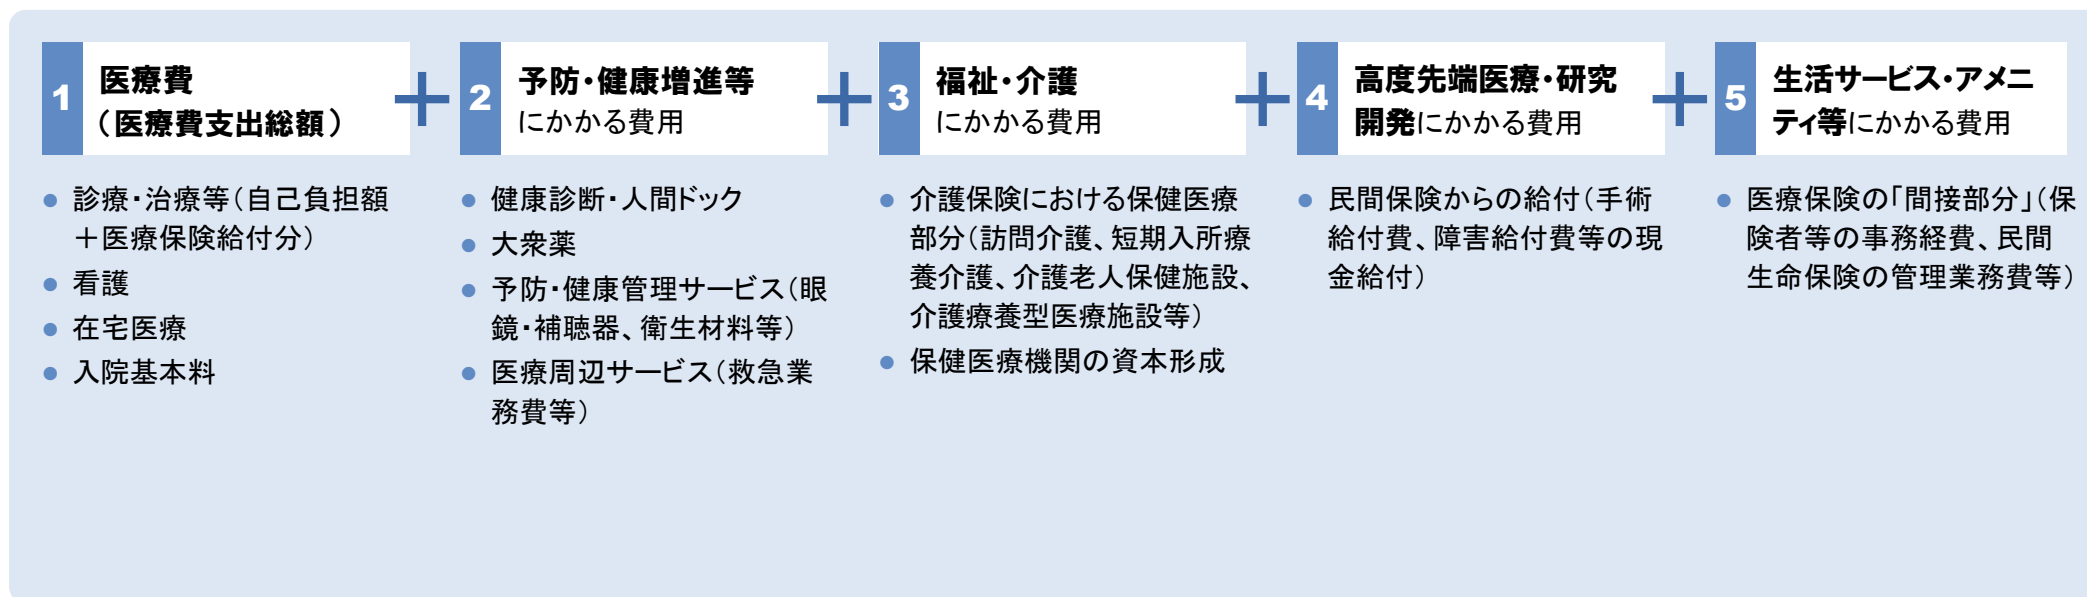 1
医療費
（医療費支出総額）
● 診療・治療等（自己負担額
＋医療保険給付分）
● 看護
● 在宅医療
● 入院基本料
＋
2
予防・健康増進等
にかかる費用
● 健康診断・人間ドック
● 大衆薬
● 予防・健康管理サービス（眼
鏡・補聴器、衛生材料等）
● 医療周辺サービス（救急業
務費等）
＋
3
福祉・介護
にかかる費用
● 介護保険における保健医療
部分（訪問介護、短期入所療
養介護、介護老人保健施設、
介護療養型医療施設等）
● 保健医療機関の資本形成
＋
4
高度先端医療・研究
開発にかかる費用
● 民間保険からの給付（手術
給付費、障害給付費等の現
金給付）
＋
5
生活サービス・アメニ
ティ等にかかる費用
● 医療保険の「間接部分」（保
険者等の事務経費、民間
生命保険の管理業務費等）